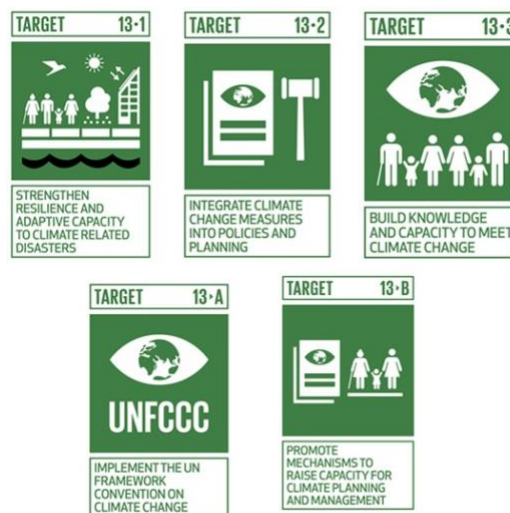 TARGET 13·1
STRENGTHEN
RESILIENCE AND
ADAPTIVE CAPACITY
TO CLIMATE RELATED
DISASTERS
TARGET 13·2
INTEGRATE CLIMATE
CHANGE MEASURES
INTO POLICIES AND
PLANNING
TARGET 13·3
BUILD KNOWLEDGE
AND CAPACITY TO MEET
CLIMATE CHANGE
TARGET 13·A
UNFCCC
IMPLEMENT THE UN
FRAMEWORK
CONVENTION ON
CLIMATE CHANGE
TARGET 13·B
PROMOTE
MECHANISMS TO
RAISE CAPACITY FOR
CLIMATE PLANNING
AND MANAGEMENT